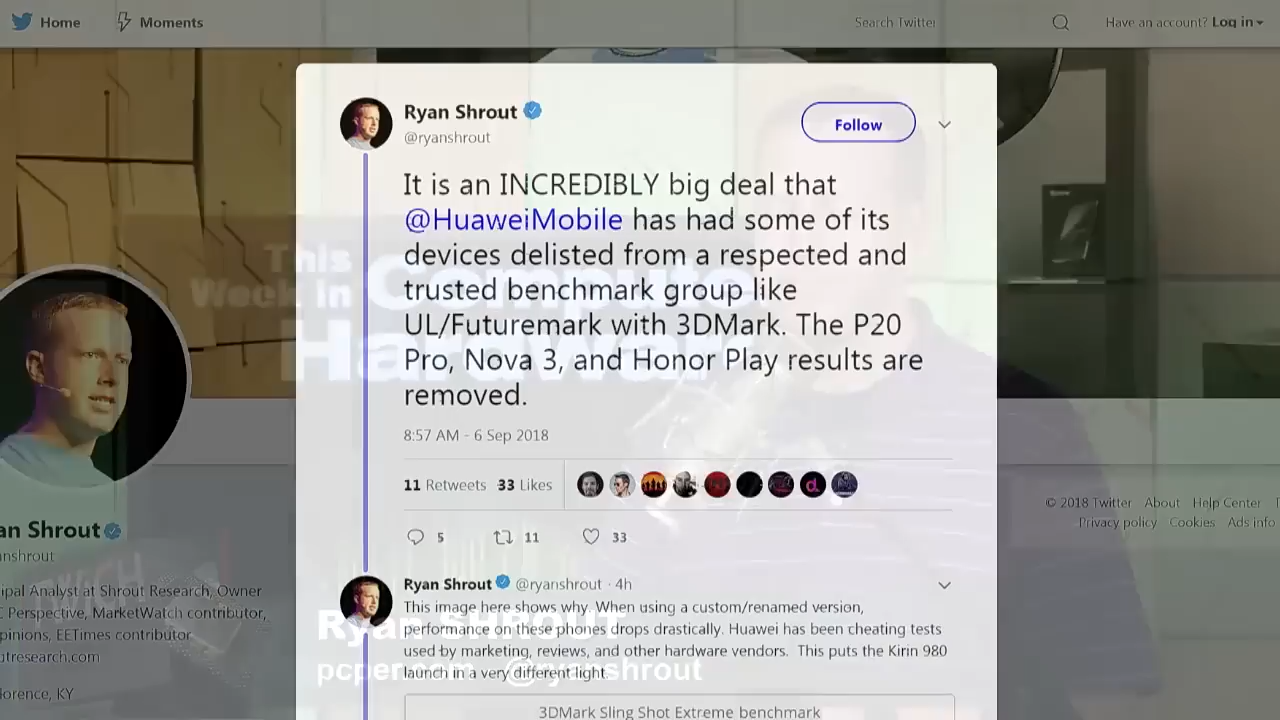 Home
Moments
Search Twitter
Have an account? Log in
Ryan Shrout
@ryanshrout
Follow
It is an INCREDIBLY big deal that
@HuaweiMobile has had some of its
devices delisted from a respected and
trusted benchmark group like
UL/Futuremark with 3DMark. The P20
Pro, Nova 3, and Honor Play results are
removed.
8:57 AM - 6 Sep 2018
11 Retweets 33 Likes
5 11 33
Ryan Shrout @ryanshrout · 4h
This image here shows why. When using a custom/renamed version,
performance on these phones drops drastically. Huawei has been cheating tests
used by marketing, reviews, and other hardware vendors. This puts the Kirin 980
launch in a very different light.
3DMark Sling Shot Extreme benchmark
This
Week in
Computer
Hardware
Ryan SHROUT
pcper.com - @ryanshrout
an Shrout
nshrout
ipal Analyst at Shrout Research, Owner
C Perspective, MarketWatch contributor,
pinions, EETimes contributor
utresearch.com
lorence, KY
© 2018 Twitter About Help Center T
Privacy policy Cookies Ads info